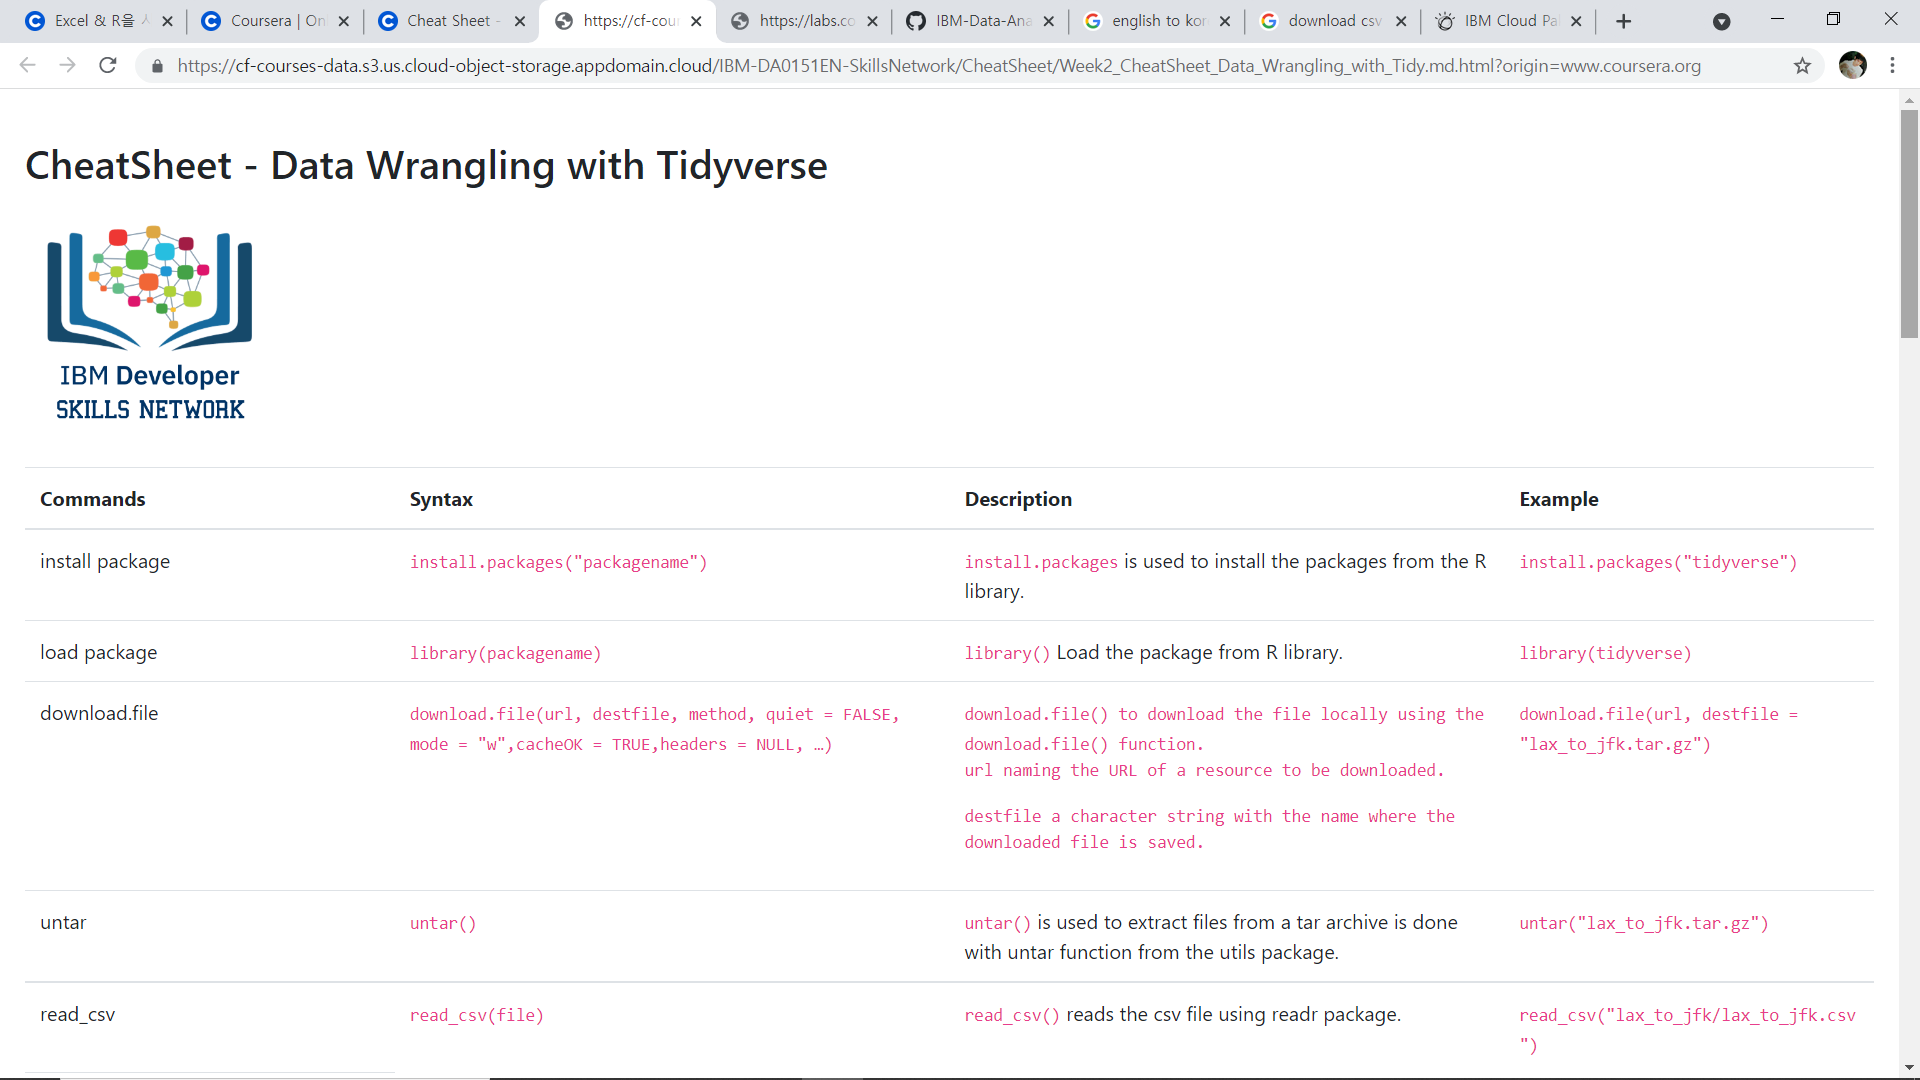 Excel & R을
Coursera | On
Cheat Sheet -
https://cf-cour
https://labs.co
IBM-Data-Ana
english to kor
download csv
IBM Cloud Pa
https://cf-courses-data.s3.us.cloud-object-storage.appdomain.cloud/IBM-DA0151EN-SkillsNetwork/CheatSheet/Week2_CheatSheet_Data_Wrangling_with_Tidy.md.html?origin=www.coursera.org
CheatSheet - Data Wrangling with Tidyverse
IBM Developer
SKILLS NETWORK
Commands Syntax Description Example
install package
install.packages("packagename")
install.packages is used to install the packages from the R
library.
install.packages("tidyverse")
load package
library(packagename)
library() Load the package from R library.
library(tidyverse)
download.file
download.file(url, destfile, method, quiet = FALSE,
mode = "w",cacheOK = TRUE,headers = NULL, …)
download.file() to download the file locally using the
download.file() function.
url naming the URL of a resource to be downloaded.
destfile a character string with the name where the
downloaded file is saved.
download.file(url, destfile =
"lax_to_jfk.tar.gz")
untar
untar()
untar() is used to extract files from a tar archive is done
with untar function from the utils package.
untar("lax_to_jfk.tar.gz")
read_csv
read_csv(file)
read_csv() reads the csv file using readr package.
read_csv("lax_to_jfk/lax_to_jfk.csv
")